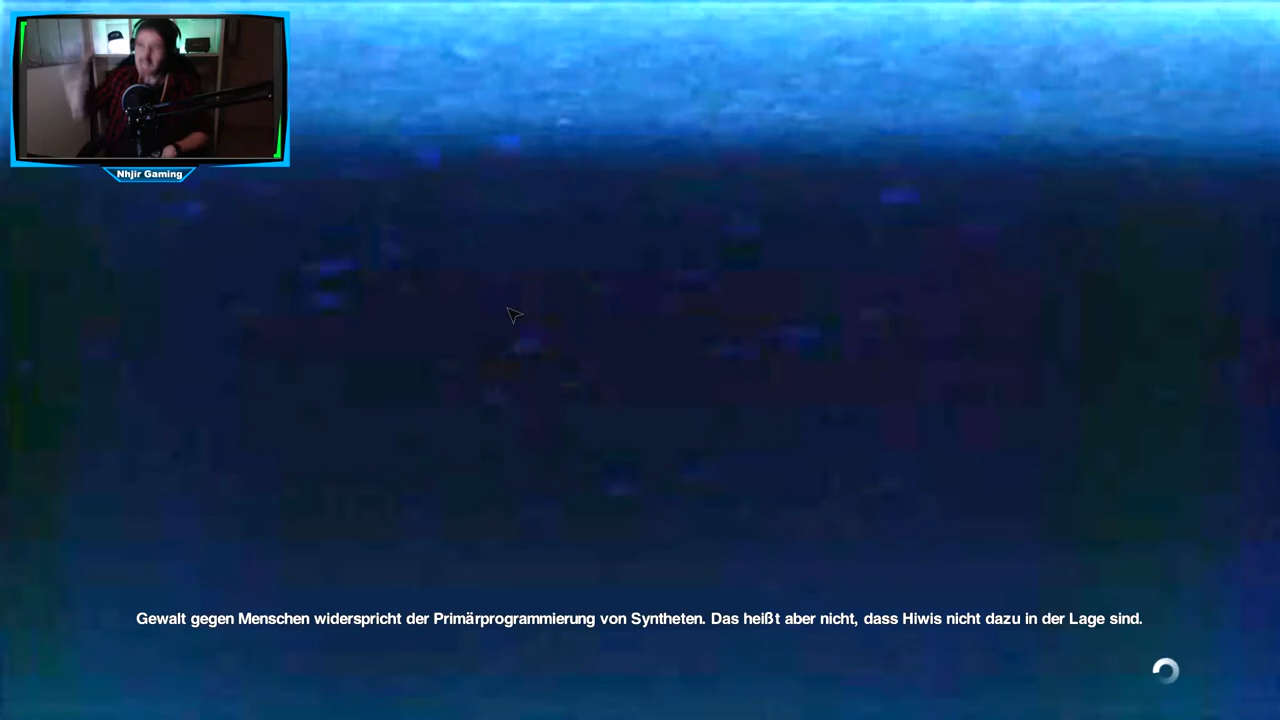 Nhjir Gaming
Gewalt gegen Menschen widerspricht der Primärprogrammierung von Syntheten. Das heißt aber nicht, dass Hiwis nicht dazu in der Lage sind.